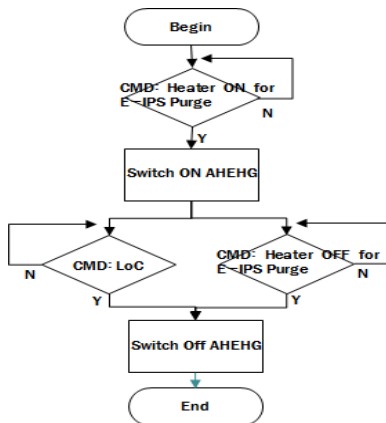 Begin
CMD: Heater ON for
E-IPS Purge
N
Y
Switch ON AHEHG
CMD: LoC
N
Y
CMD: Heater OFF for
E-IPS Purge
N
Y
Switch Off AHEHG
End